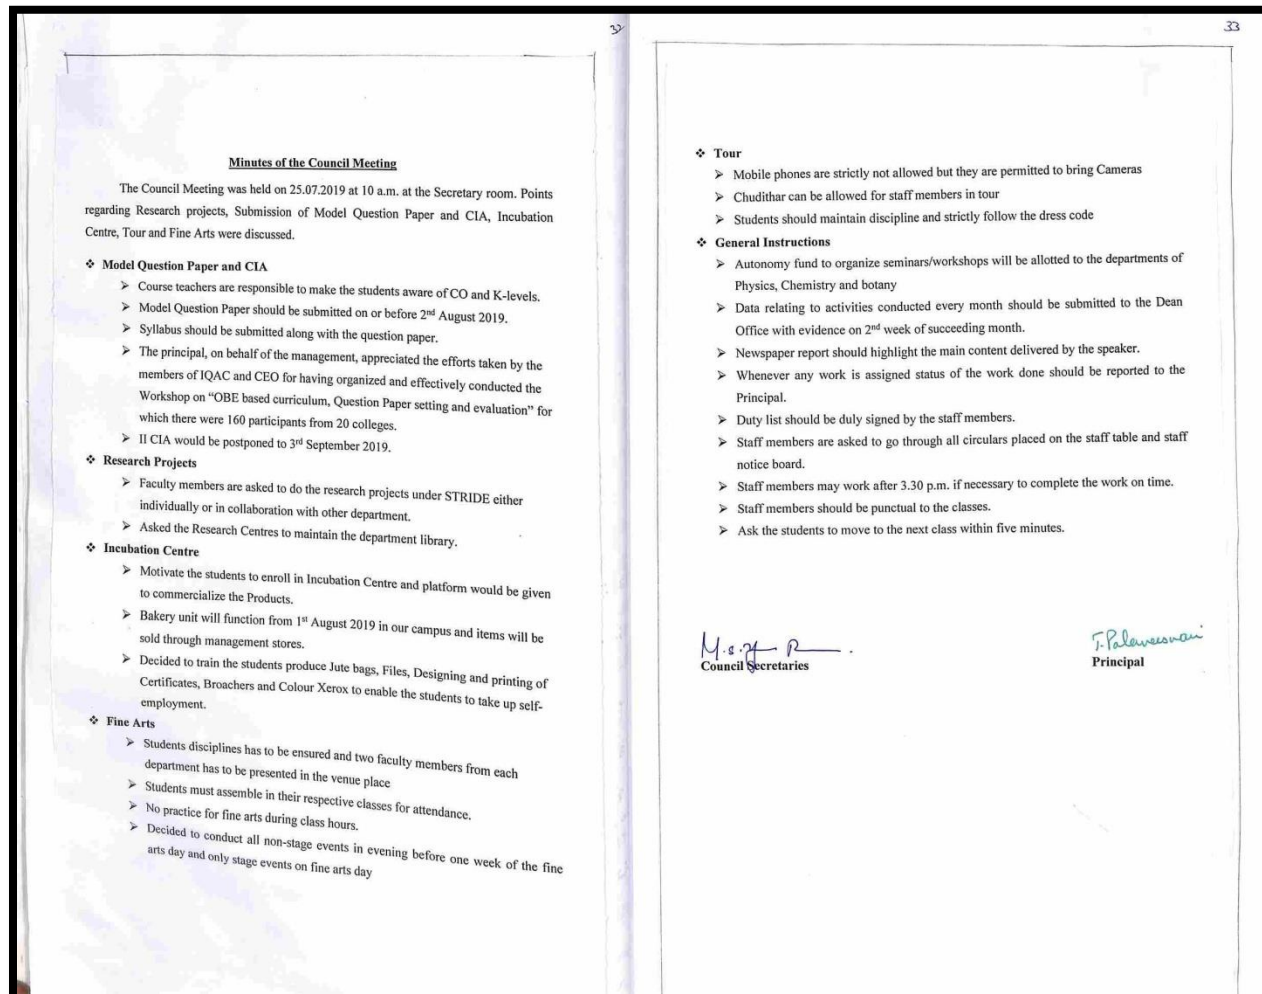 32
Minutes of the Council Meeting
The Council Meeting was held on 25.07.2019 at 10 a.m. at the Secretary room. Points
regarding Research projects, Submission of Model Question Paper and CIA, Incubation
Centre, Tour and Fine Arts were discussed.
❖ Model Question Paper and CIA
➢ Course teachers are responsible to make the students aware of CO and K-levels.
➢ Model Question Paper should be submitted on or before 2nd August 2019.
➢ Syllabus should be submitted along with the question paper.
➢ The principal, on behalf of the management, appreciated the efforts taken by the
members of IQAC and CEO for having organized and effectively conducted the
Workshop on “OBE based curriculum, Question Paper setting and evaluation” for
which there were 160 participants from 20 colleges.
➢ II CIA would be postponed to 3rd September 2019.
❖ Research Projects
➢ Faculty members are asked to do the research projects under STRIDE either
individually or in collaboration with other department.
➢ Asked the Research Centres to maintain the department library.
❖ Incubation Centre
➢ Motivate the students to enroll in Incubation Centre and platform would be given
to commercialize the Products.
➢ Bakery unit will function from 1st August 2019 in our campus and items will be
sold through management stores.
➢ Decided to train the students produce Jute bags, Files, Designing and printing of
Certificates, Broachers and Colour Xerox to enable the students to take up self-
employment.
❖ Fine Arts
➢ Students disciplines has to be ensured and two faculty members from each
department has to be presented in the venue place
➢ Students must assemble in their respective classes for attendance.
➢ No practice for fine arts during class hours.
➢ Decided to conduct all non-stage events in evening before one week of the fine
arts day and only stage events on fine arts day
33
❖ Tour
➢ Mobile phones are strictly not allowed but they are permitted to bring Cameras
➢ Chudithar can be allowed for staff members in tour
➢ Students should maintain discipline and strictly follow the dress code
❖ General Instructions
➢ Autonomy fund to organize seminars/workshops will be allotted to the departments of
Physics, Chemistry and botany
➢ Data relating to activities conducted every month should be submitted to the Dean
Office with evidence on 2nd week of succeeding month.
➢ Newspaper report should highlight the main content delivered by the speaker.
➢ Whenever any work is assigned status of the work done should be reported to the
Principal.
➢ Duty list should be duly signed by the staff members.
➢ Staff members are asked to go through all circulars placed on the staff table and staff
notice board.
➢ Staff members may work after 3.30 p.m. if necessary to complete the work on time.
➢ Staff members should be punctual to the classes.
➢ Ask the students to move to the next class within five minutes.
Council Secretaries
Principal